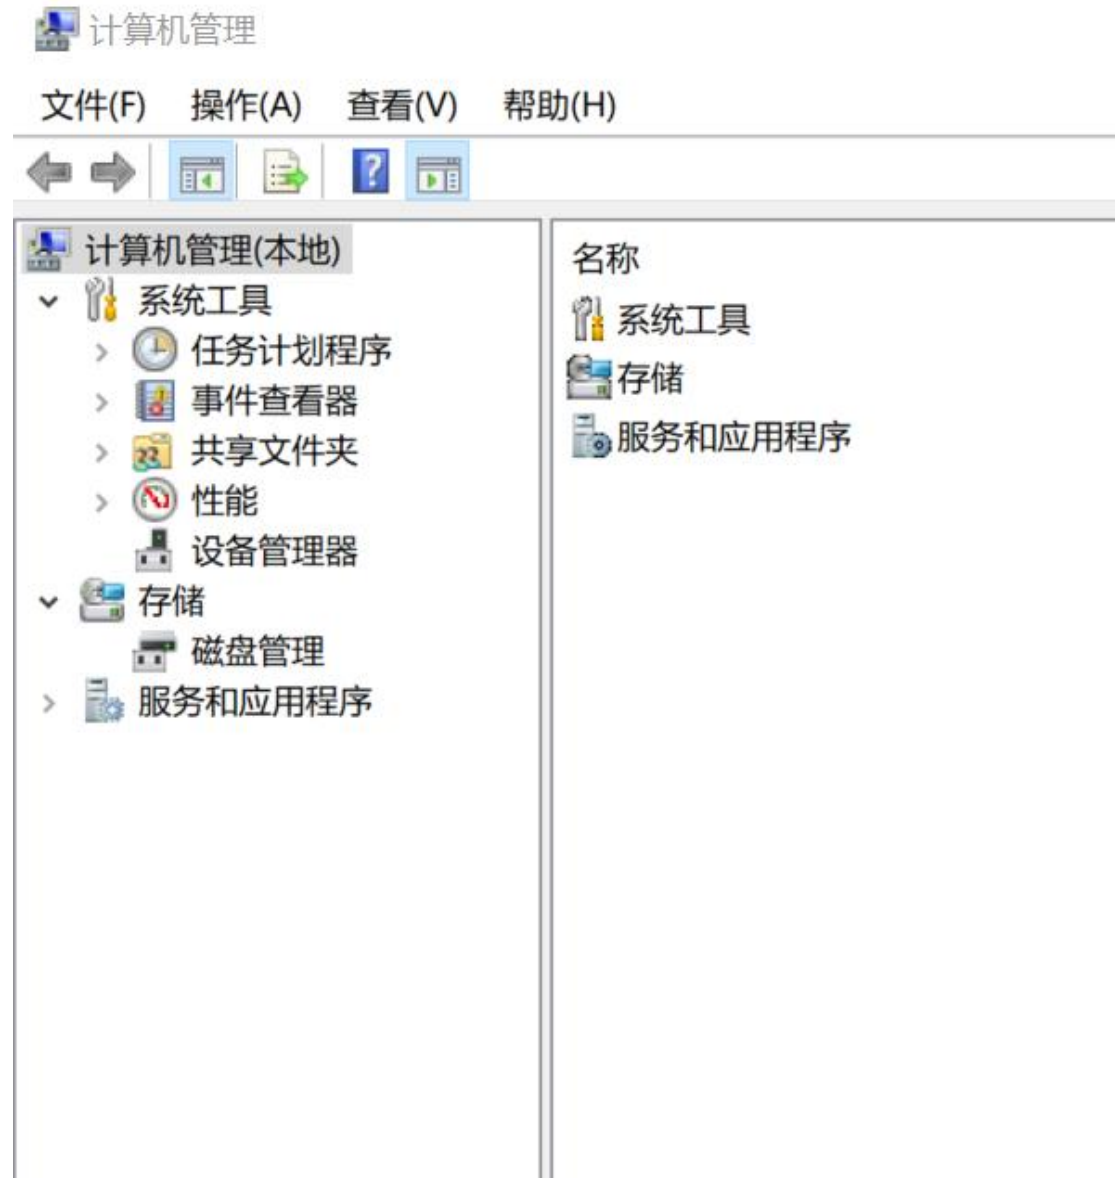 计算机管理
文件(F) 操作(A) 查看(V) 帮助(H)
计算机管理(本地)
系统工具
任务计划程序
事件查看器
共享文件夹
性能
设备管理器
存储
磁盘管理
服务和应用程序
名称
系统工具
存储
服务和应用程序